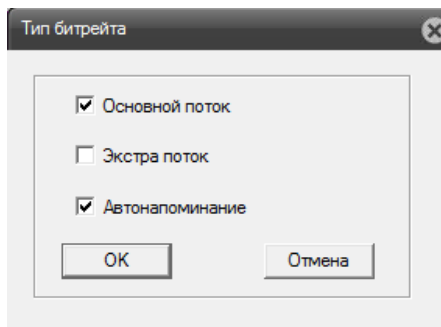 Тип битрейта
Основной поток
Экстра поток
Автонапоминание
OK
Отмена